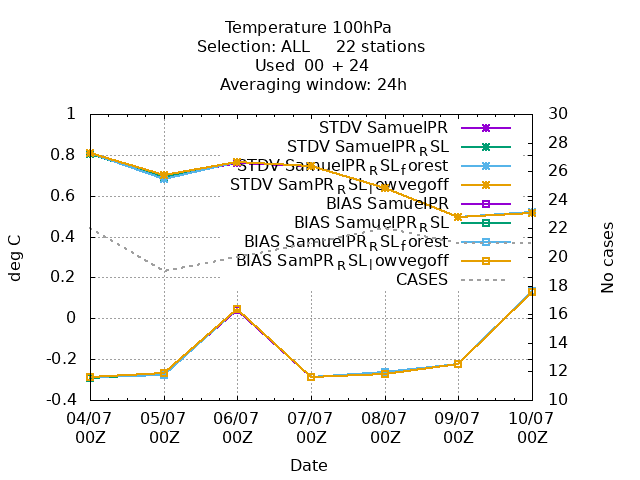 Temperature 100hPa
Selection: ALL 22 stations
Used 00 + 24
Averaging window: 24h
1
0.8
0.6
0.4
0.2
0
-0.2
-0.4
deg C
30
28
26
24
22
20
18
16
14
12
10
No cases
STDV SamuelPR
STDV SamuelPR_RSL
STDV SamuelPR_RSL_forest
STDV SamPR_RSL_lowvegoff
BIAS SamuelPR
BIAS SamuelPR_RSL
BIAS SamuelPR_RSL_forest
BIAS SamPR_RSL_lowvegoff
CASES
04/07 05/07 06/07 07/07 08/07 09/07 10/07
00Z 00Z 00Z 00Z 00Z 00Z 00Z
Date